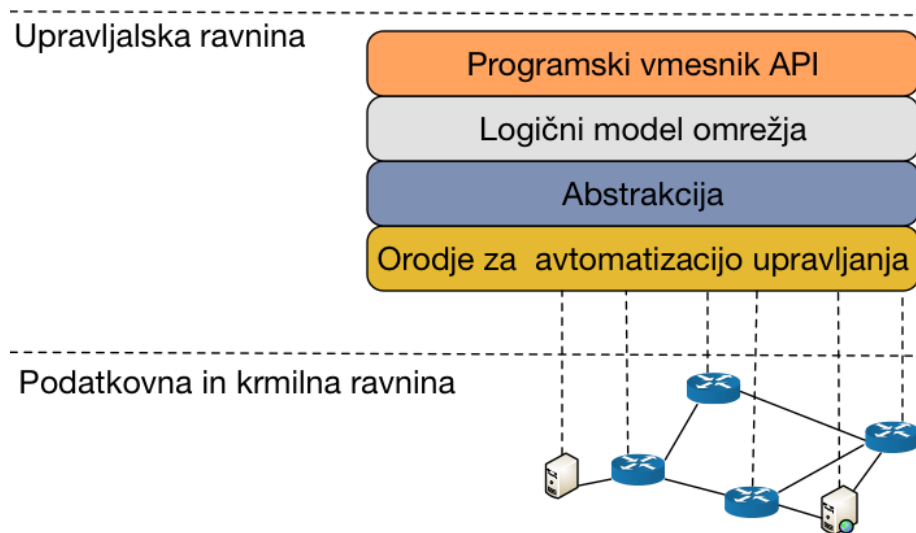 Upravljalska ravnina
Programski vmesnik API
Logični model omrežja
Abstrakcija
Orodje za avtomatizacijo upravljanja
Podatkovna in krmilna ravnina